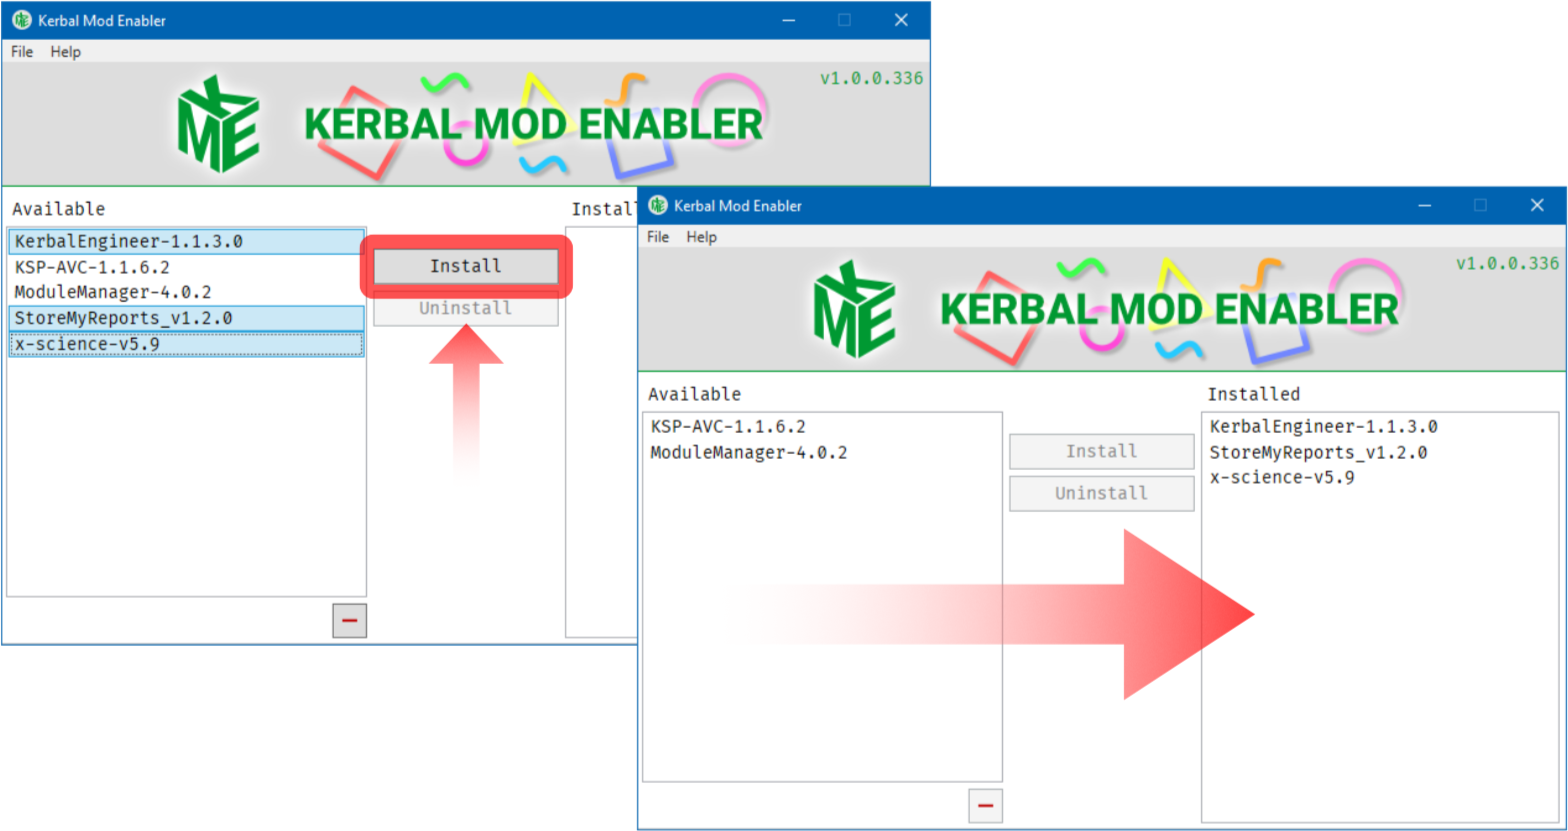 Kerbal Mod Enabler
File Help
v1.0.0.336
KME
KERBAL MOD ENABLER
Available
Install
KerbalEngineer-1.1.3.0
KSP-AVC-1.1.6.2
ModuleManager-4.0.2
StoreMyReports_v1.2.0
x-science-v5.9
Install
Uninstall
Kerbal Mod Enabler
File Help
v1.0.0.336
KME
KERBAL MOD ENABLER
Available
Installed
KSP-AVC-1.1.6.2
ModuleManager-4.0.2
Install
Uninstall
KerbalEngineer-1.1.3.0
StoreMyReports_v1.2.0
x-science-v5.9